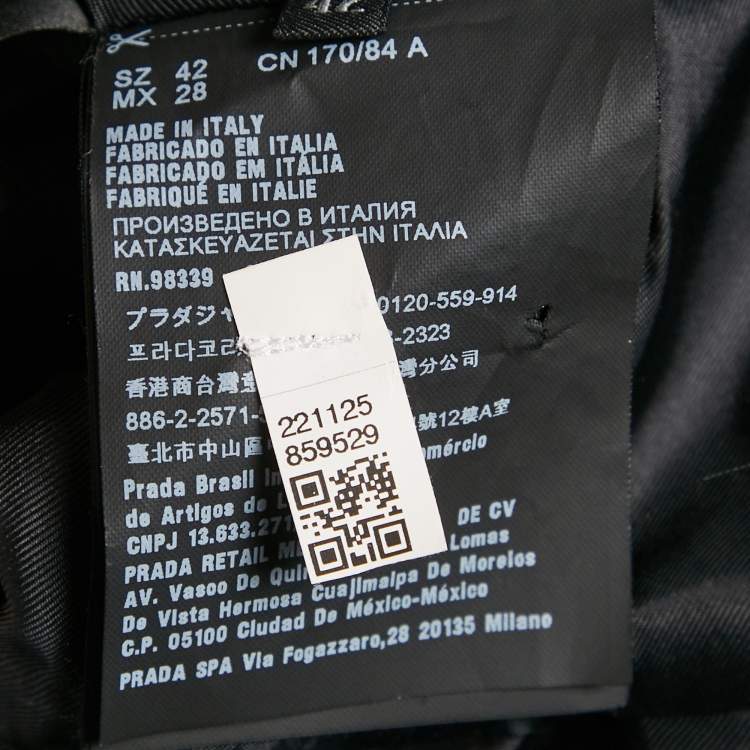 42
SZ 42 CN 170/84 A
MX 28
MADE IN ITALY
FABRICADO EN ITALIA
FABRICADO EM ITÁLIA
FABRIQUÉ EN ITALIE
ПРОИЗВЕДЕНО В ИТАЛИЯ
ΚΑΤΑΣΚΕΥΑΖΕΤΑΙ ΣΤΗΝ ΙΤΑΛΙΑ
RN.98339
プラダジャ 0120-559-914
프라다코리 -2323
香港商台灣 灣分公司
886-2-2571-
臺北市中山區 號12樓A室
Prada Brasil Im omércio
de Artigos de L
CNPJ 13.633.271 DE CV
PRADA RETAIL M Lomas
AV. Vasco De Qui Cuajimalpa De Morelos
De Vista Hermosa México-México
C.P. 05100 Ciudad De
PRADA SPA Via Fogazzaro,28 20135 Milano
221125
859529